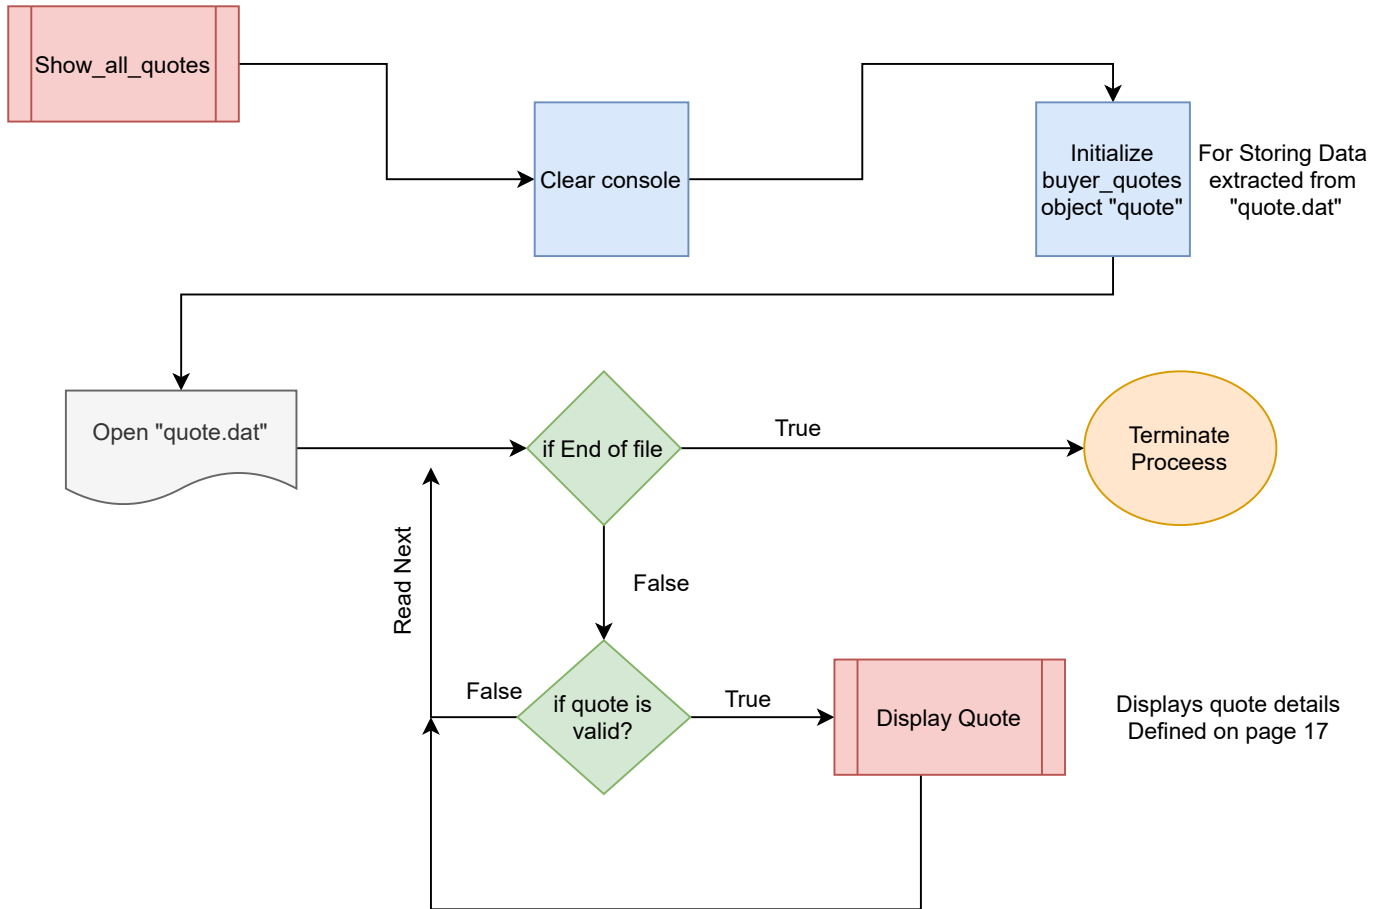 Show_all_quotes
Clear console
Initialize
buyer_quotes
object "quote"
For Storing Data
extracted from
"quote.dat"
Open "quote.dat"
if End of file
True
Terminate
Proceess
False
Read Next
False
if quote is
valid?
True
Display Quote
Displays quote details
Defined on page 17